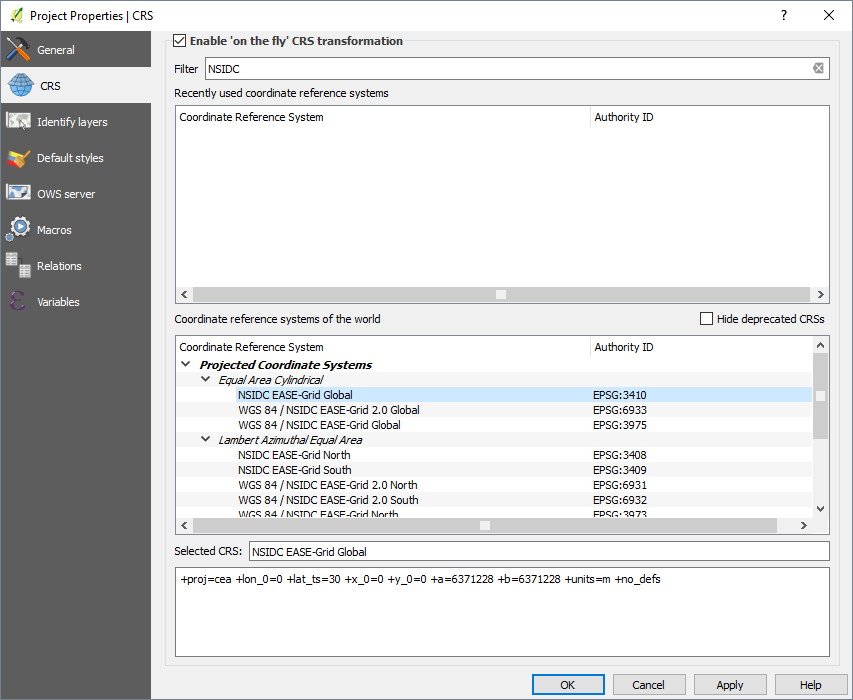 Project Properties | CRS
?
General
CRS
Identify layers
Default styles
OWS server
Macros
Relations
Variables
Enable 'on the fly' CRS transformation
Filter NSIDC
Recently used coordinate reference systems
Coordinate Reference System Authority ID
Coordinate reference systems of the world Hide deprecated CRSs
Coordinate Reference System Authority ID
Projected Coordinate Systems
Equal Area Cylindrical
NSIDC EASE-Grid Global EPSG:3410
WGS 84 / NSIDC EASE-Grid 2.0 Global EPSG:6933
WGS 84 / NSIDC EASE-Grid Global EPSG:3975
Lambert Azimuthal Equal Area
NSIDC EASE-Grid North EPSG:3408
NSIDC EASE-Grid South EPSG:3409
WGS 84 / NSIDC EASE-Grid 2.0 North EPSG:6931
WGS 84 / NSIDC EASE-Grid 2.0 South EPSG:6932
WGS 84 / NSIDC EASE-Grid North EPSG:3973
Selected CRS: NSIDC EASE-Grid Global
+proj=cea +lon_0=0 +lat_ts=30 +x_0=0 +y_0=0 +a=6371228 +b=6371228 +units=m +no_defs
OK Cancel Apply Help